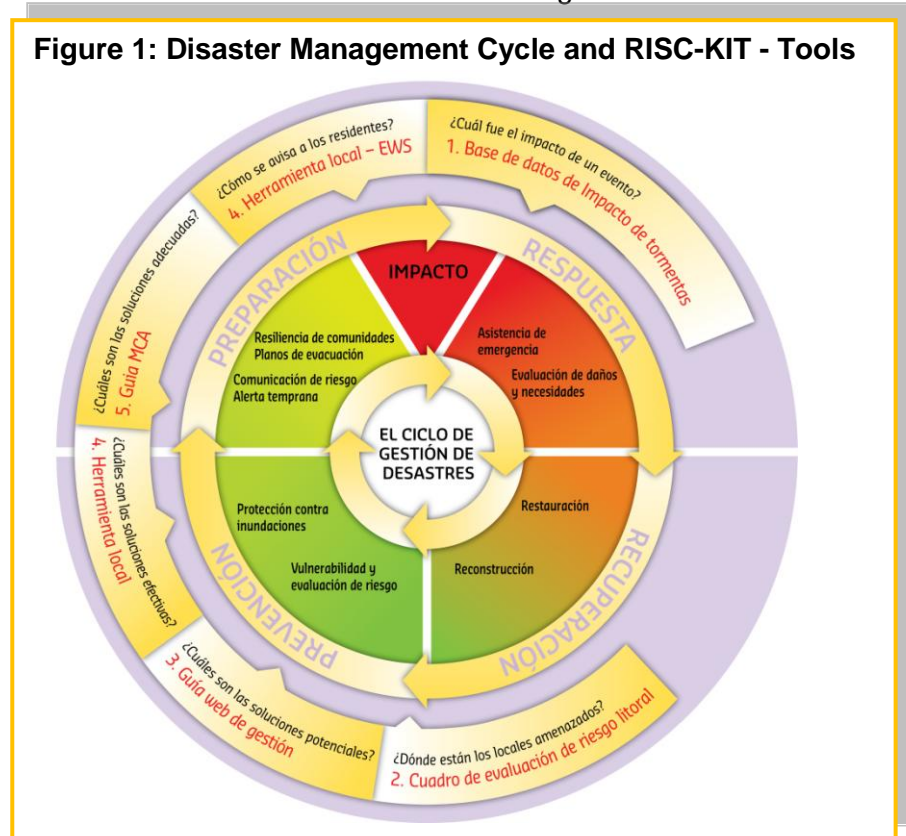 Figure 1: Disaster Management Cycle and RISC-KIT - Tools
¿Cómo se avisa a los residentes?
4. Herramienta local – EWS
¿Cuál fue el impacto de un evento?
1. Base de datos de Impacto de tormentas
¿Cuáles son las soluciones adecuadas?
5. Guía MCA
PREPARACIÓN
IMPACTO
RESPUESTA
Resiliencia de comunidades
Planos de evacuación
Comunicación de riesgo
Alerta temprana
Asistencia de
emergencia
Evaluación de daños
y necesidades
EL CICLO DE
GESTIÓN DE
DESASTRES
¿Cuáles son las soluciones efectivas?
4. Herramienta local
Protección contra
inundaciones
Vulnerabilidad y
evaluación de riesgo
Restauración
Reconstrucción
PREVENCIÓN
RECUPERACIÓN
¿Cuáles son las soluciones potenciales?
3. Guía web de gestión
¿Dónde están los locales amenazados?
2. Cuadro de evaluación de riesgo litoral